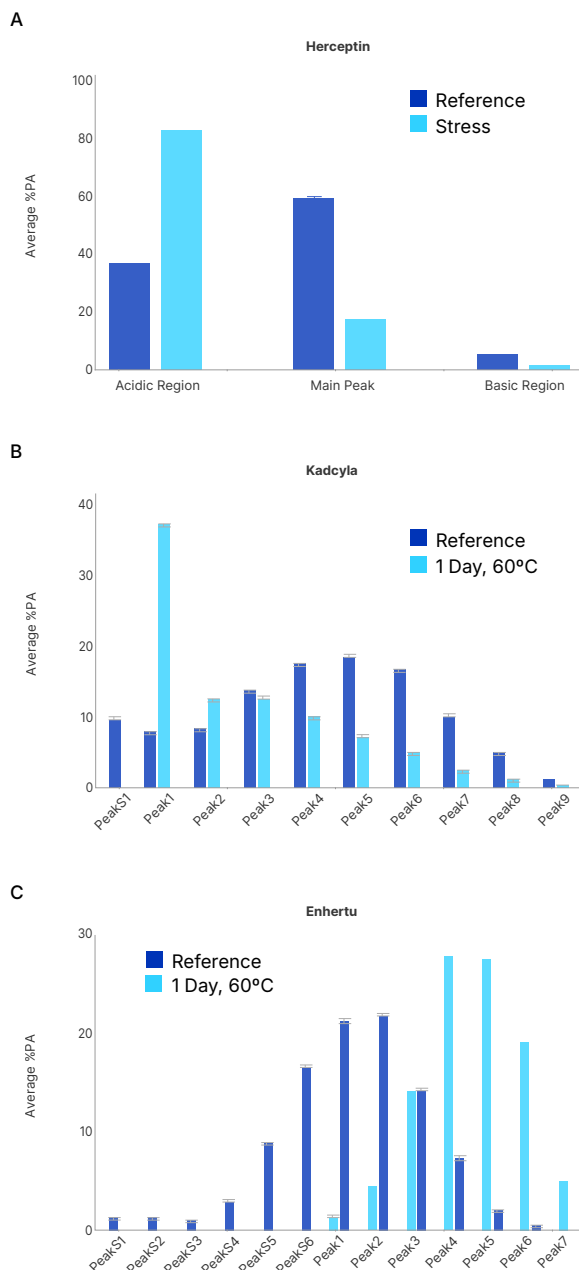 A
Herceptin
Average %PA
100
80
60
40
20
0
Reference
Stress
Acidic Region Main Peak Basic Region
B
Kadcyla
Average %PA
40
30
20
10
0
Reference
1 Day, 60ºC
PeakS1 Peak1 Peak2 Peak3 Peak4 Peak5 Peak6 Peak7 Peak8 Peak9
C
Enhertu
Average %PA
30
20
10
0
Reference
1 Day, 60ºC
PeakS1 PeakS2 PeakS3 PeakS4 PeakS5 PeakS6 Peak1 Peak2 Peak3 Peak4 Peak5 Peak6 Peak7